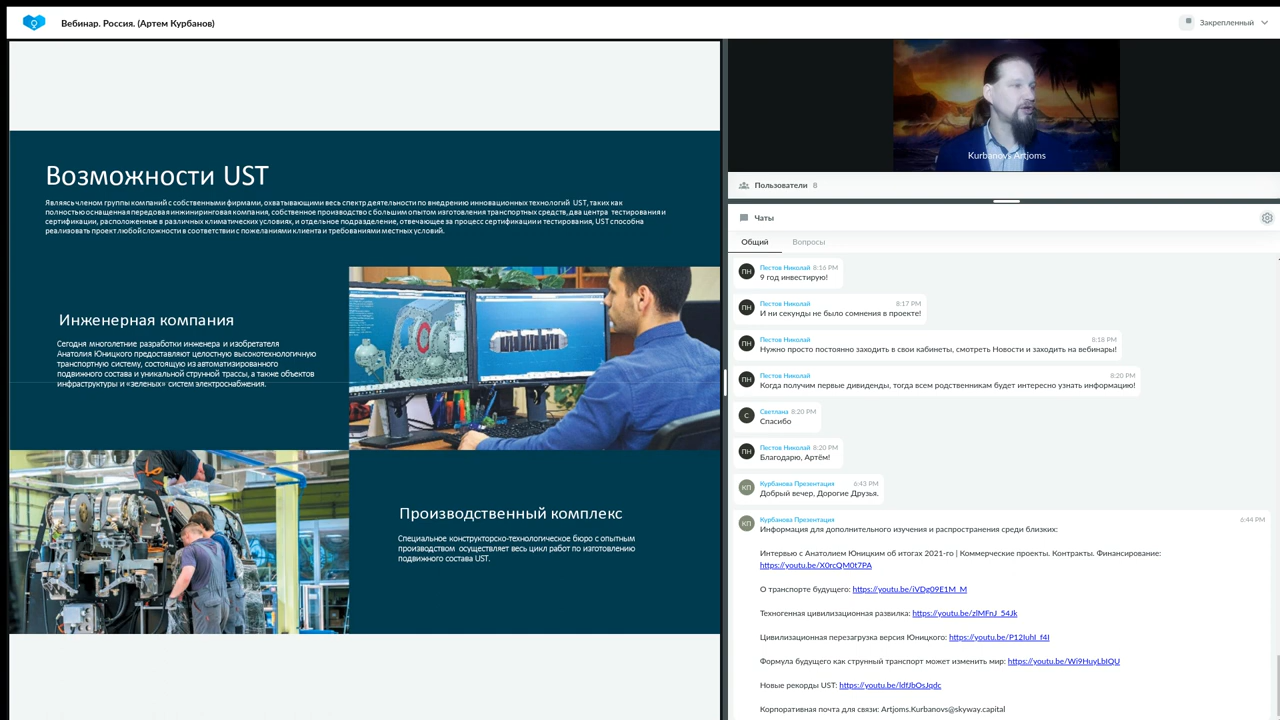 Вебинар. Россия. (Артем Курбанов)
Закрепленный
Возможности UST
Являясь членом группы компаний с собственными фирмами, охватывающими весь спектр деятельности по внедрению инновационных технологий UST, таких как
полностью оснащенная передовая инжиниринговая компания, собственное производство с большим опытом изготовления транспортных средств, два центра тестирования и
сертификации, расположенные в различных климатических условиях, и отдельное подразделение, отвечающее за процесс сертификации и тестирования, UST способна
реализовать проект любой сложности в соответствии с пожеланиями клиента и требованиями местных условий.
Инженерная компания
Сегодня многолетние разработки инженера и изобретателя
Анатолия Юницкого предоставляют целостную высокотехнологичную
транспортную систему, состоящую из автоматизированного
подвижного состава и уникальной струнной трассы, а также объектов
инфраструктуры и «зеленых» систем электроснабжения.
Производственный комплекс
Специальное конструкторско-технологическое бюро с опытным
производством осуществляет весь цикл работ по изготовлению
подвижного состава UST.
Kurbanovs Artjoms
Пользователи 8
Чаты
Общий Вопросы
ПН
Пестов Николай 8:16 PM
9 год инвестирую!
ПН
Пестов Николай 8:17 PM
И ни секунды не было сомнения в проекте!
ПН
Пестов Николай 8:18 PM
Нужно просто постоянно заходить в свои кабинеты, смотреть Новости и заходить на вебинары!
ПН
Пестов Николай 8:20 PM
Когда получим первые дивиденды, тогда всем родственникам будет интересно узнать информацию!
С
Светлана 8:20 PM
Спасибо
ПН
Пестов Николай 8:20 PM
Благодарю, Артём!
КП
Курбанова Презентация 6:43 PM
Добрый вечер, Дорогие Друзья.
КП
Курбанова Презентация 6:44 PM
Информация для дополнительного изучения и распространения среди близких:
Интервью с Анатолием Юницким об итогах 2021-го | Коммерческие проекты. Контракты. Финансирование:
https://youtu.be/X0rcQM0t7PA
О транспорте будущего: https://youtu.be/iVDg09E1M_M
Техногенная цивилизационная развилка: https://youtu.be/zlMFnJ_54Jk
Цивилизационная перезагрузка версия Юницкого: https://youtu.be/P12IuhI_f4I
Формула будущего как струнный транспорт может изменить мир: https://youtu.be/Wi9HuyLbIQU
Новые рекорды UST: https://youtu.be/ldfJbOsJqdc
Корпоративная почта для связи: Artjoms.Kurbanovs@skyway.capital